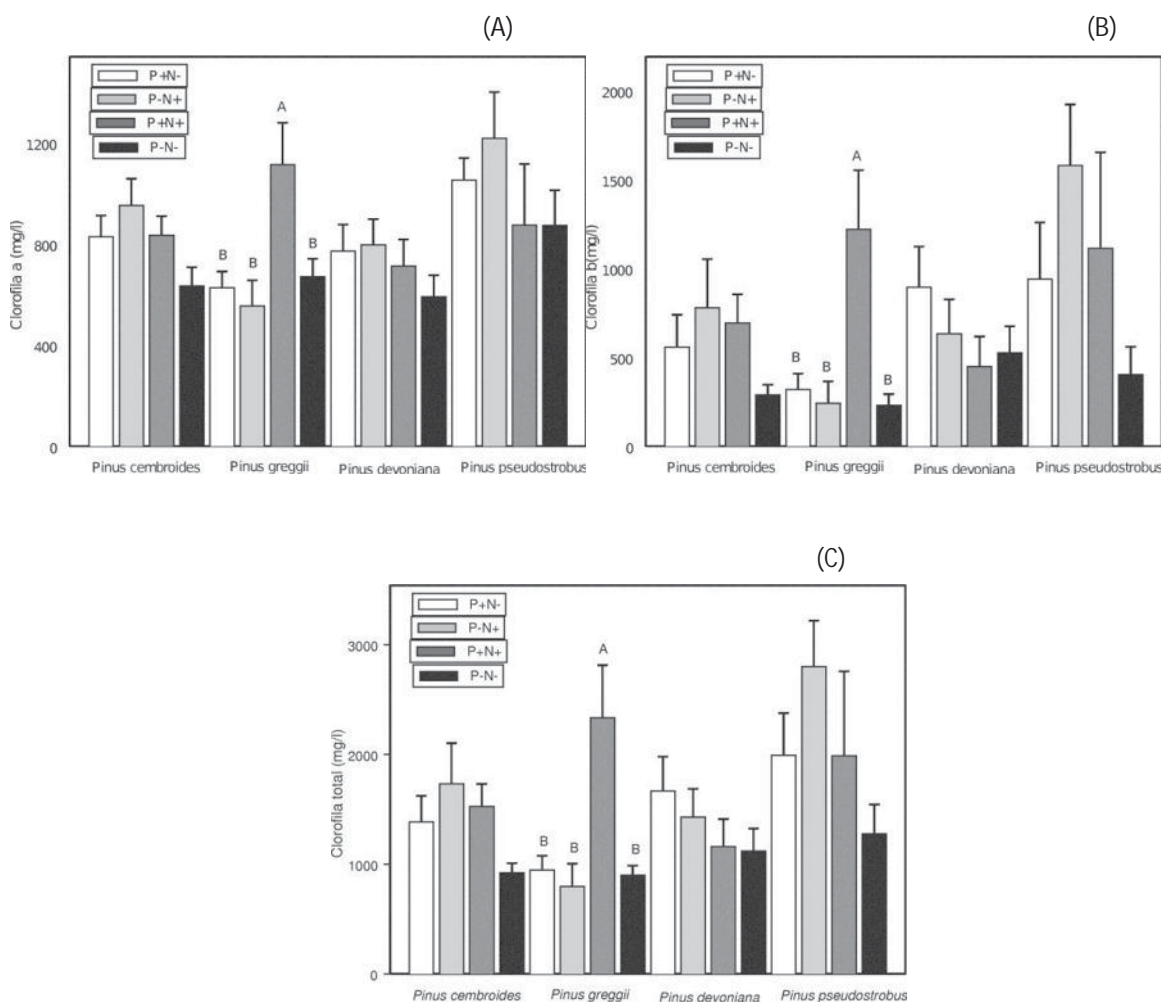 (A)
P+N-
P-N+
P+N+
P-N-
Clorofila a (mg/l)
1200
800
400
0
B
B
A
B
Pinus cembroides
Pinus greggii
Pinus devoniana
Pinus pseudostrobus
(B)
P+N-
P-N+
P+N+
P-N-
Clorofila b(mg/l)
2000
1500
1000
500
0
B
B
A
B
Pinus cembroides
Pinus greggii
Pinus devoniana
Pinus pseudostrobus
(C)
P+N-
P-N+
P+N+
P-N-
Clorofila total (mg/l)
3000
2000
1000
0
B
B
A
B
Pinus cembroides
Pinus greggii
Pinus devoniana
Pinus pseudostrobus